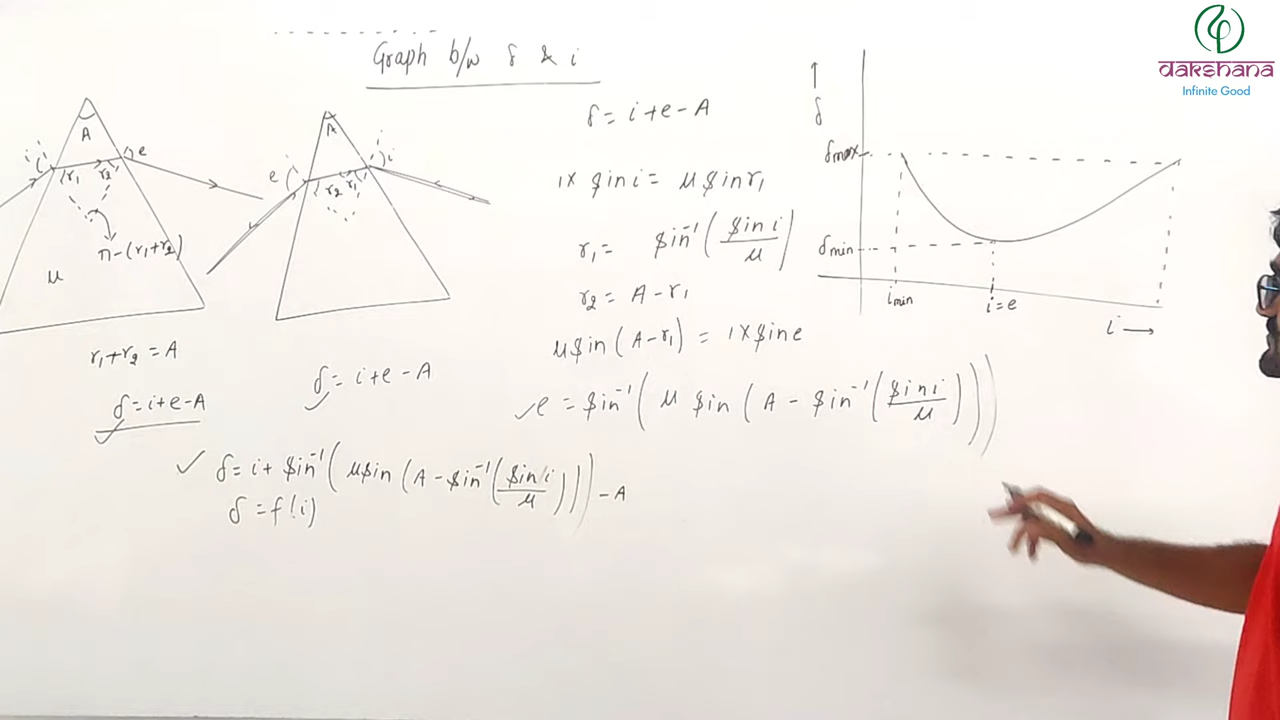 dakshana
Infinite Good
Graph b/w δ & i
A
i
e
r1
r2
π-(r1+r2)
μ
r1+r2 = A
δ= i+e-A
A
e
i
r2
r1
δ= i+e-A
δ= i+e-A
1× sin i = μ sin r1
r1= sin⁻¹(sin i/μ)
r2 = A-r1
μ sin (A-r1) = 1× sin e
✓ e = sin⁻¹(μ sin (A - sin⁻¹(sin i/μ)))
✓ δ= i+ sin⁻¹(μ sin (A-sin⁻¹(sin i/μ))) - A
δ = f(i)
↑
δ
δmax
δmin
imin
i=e
i →